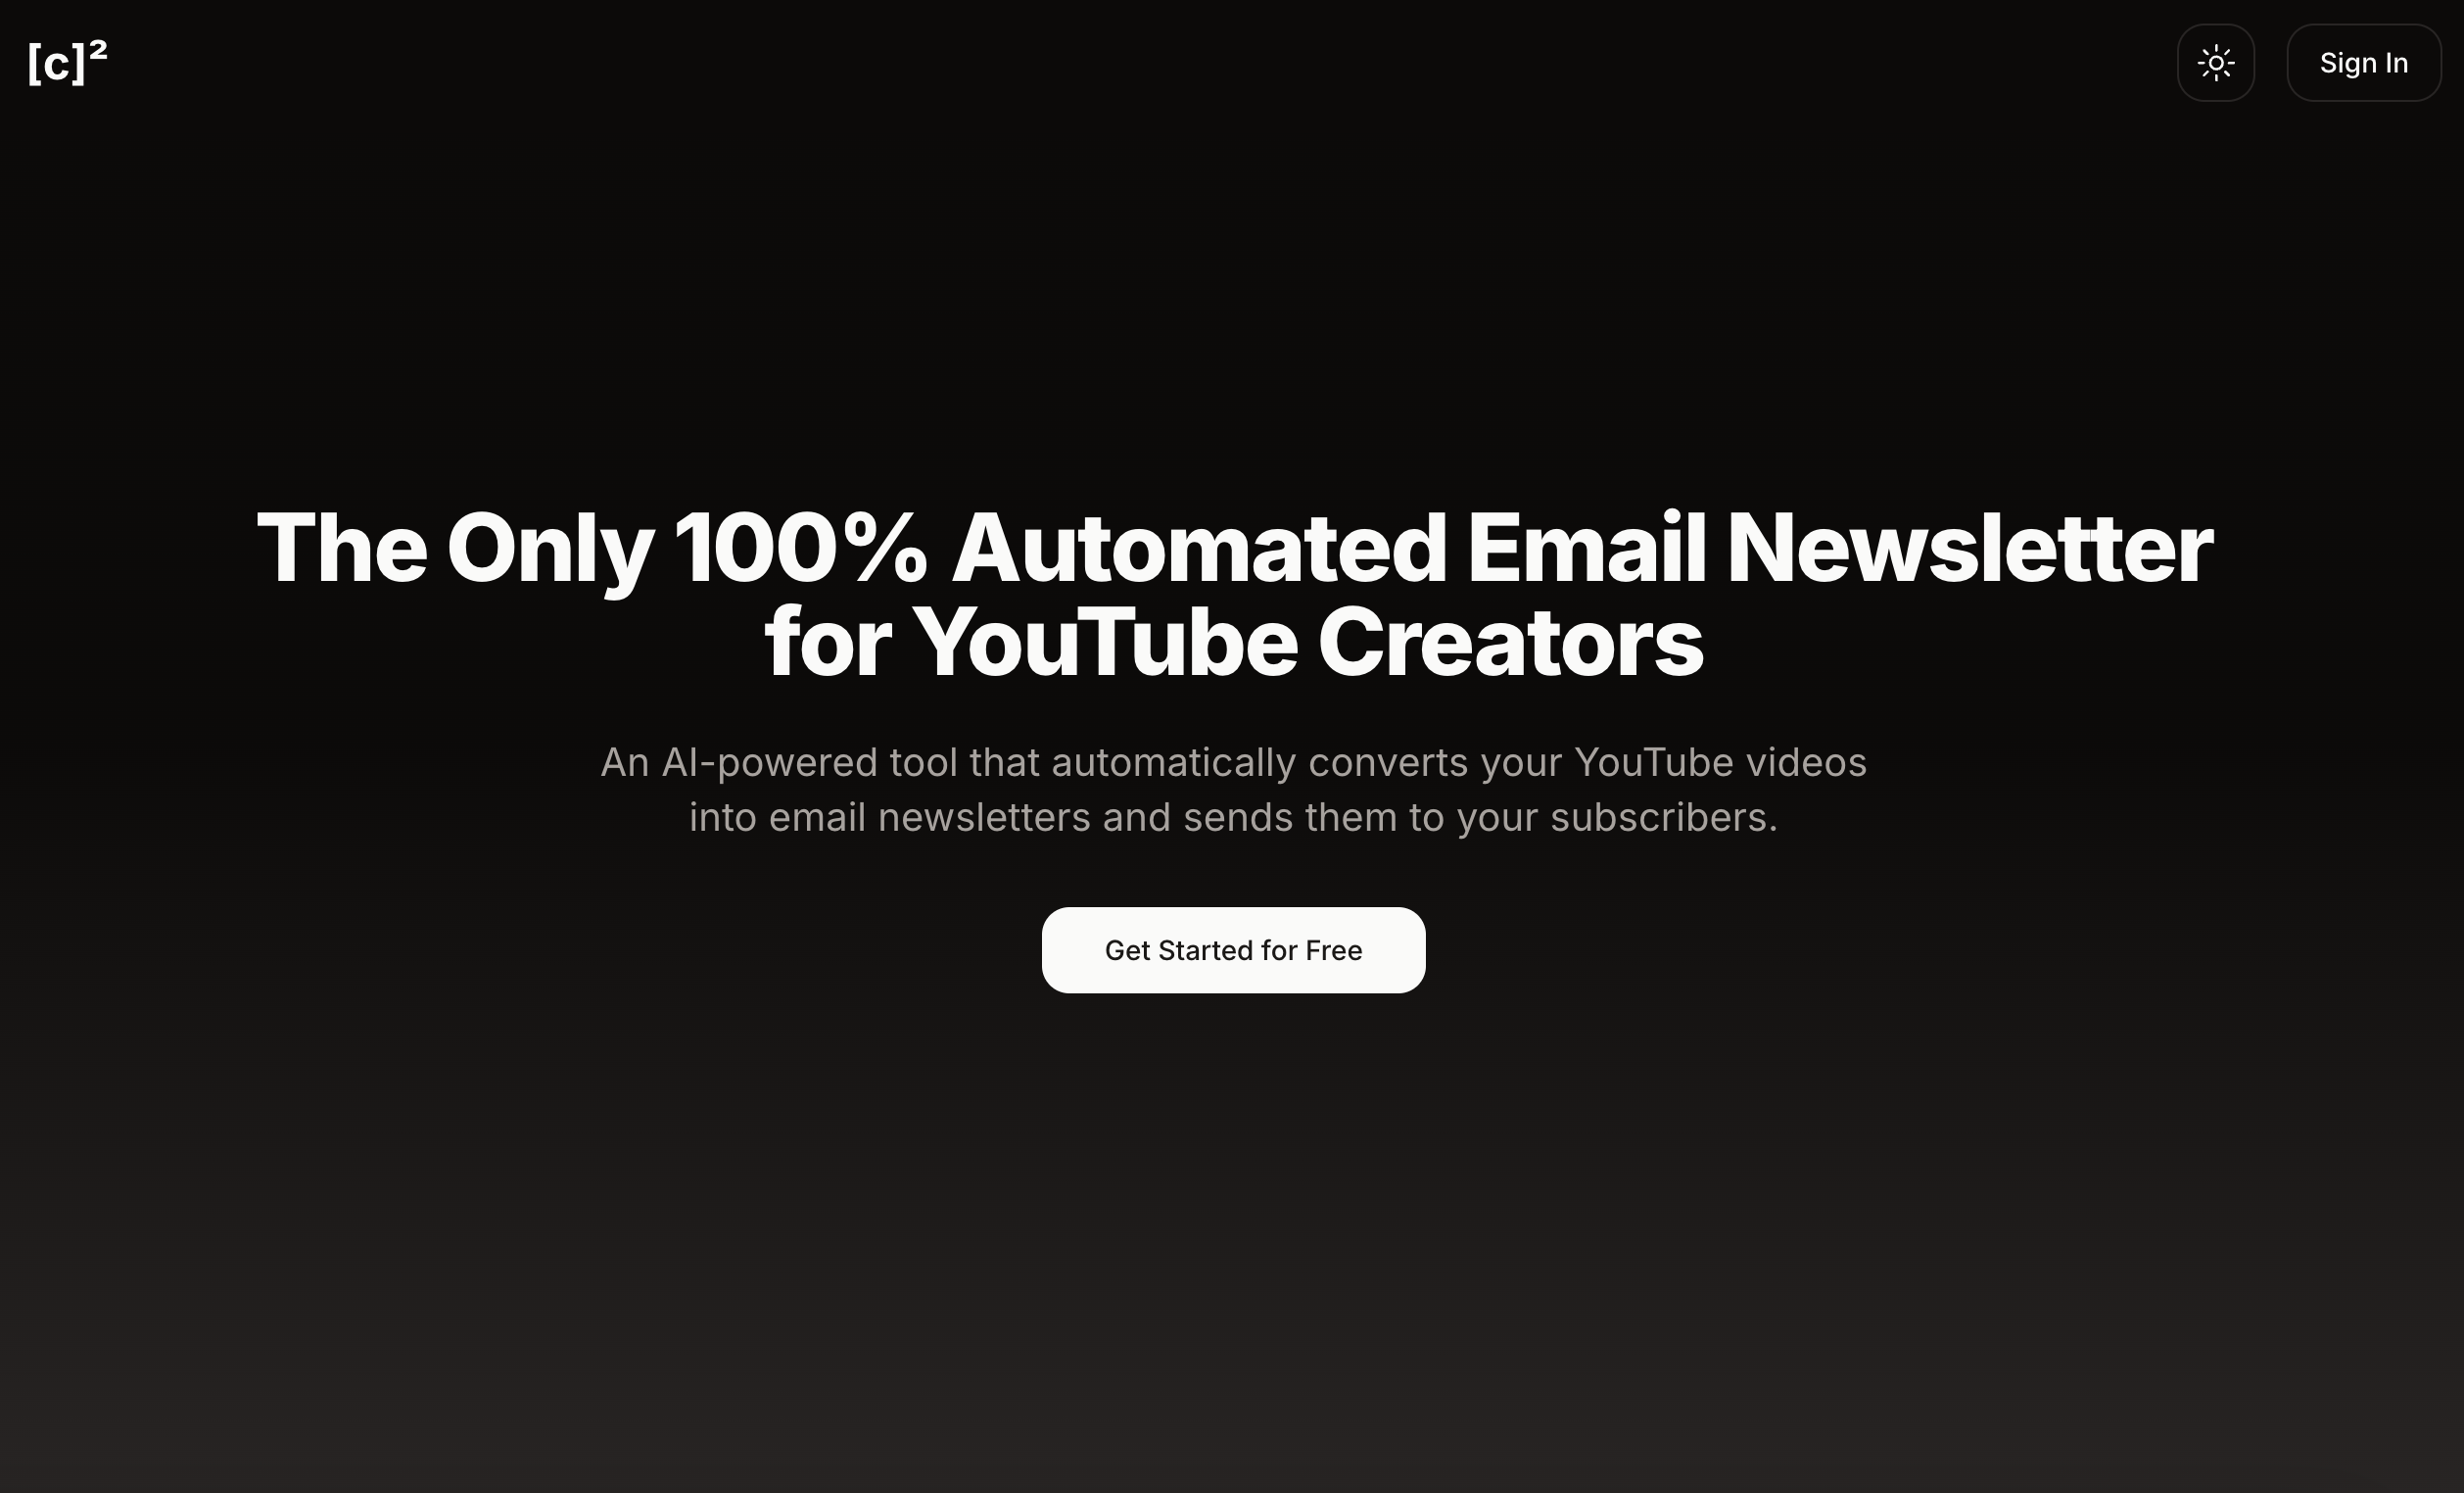 [c]²
Sign In
The Only 100% Automated Email Newsletter
for YouTube Creators
An AI-powered tool that automatically converts your YouTube videos
into email newsletters and sends them to your subscribers.
Get Started for Free